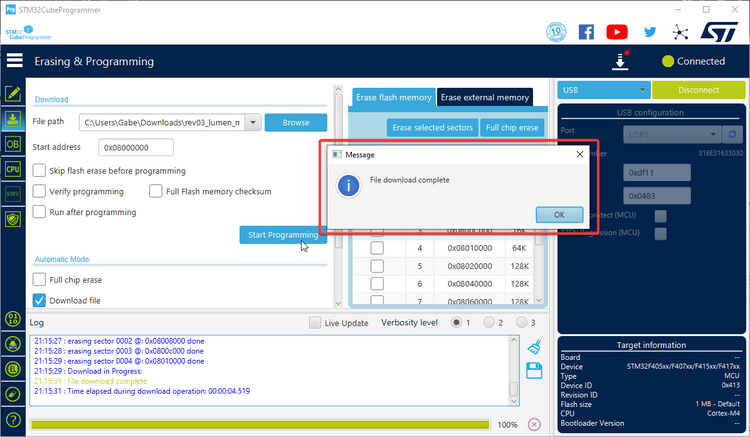 STM32CubeProgrammer
STM32
CubeProgrammer
Erasing & Programming
Connected
Download
File path
C:\Users\Gabe\Downloads\rev03_lumen_m
Browse
Start address
0x08000000
Skip flash erase before programming
Verify programming
Full Flash memory checksum
Run after programming
Start Programming
Automatic Mode
Full chip erase
Download file
Erase flash memory
Erase external memory
Erase selected sectors
Full chip erase
Message
File download complete
OK
4 0x08010000 64K
5 0x08020000 128K
6 0x08040000 128K
7 0x08060000 128K
USB
Disconnect
USB configuration
Port
USB1
316E31633030
0xdf11
0x0483
(MCU)
(MCU)
Log
Live Update
Verbosity level
1
2
3
21:15:27 : erasing sector 0002 @: 0x08008000 done
21:15:28 : erasing sector 0003 @: 0x0800c000 done
21:15:29 : erasing sector 0004 @: 0x08010000 done
21:15:29 : Download in Progress:
21:15:31 : File download complete
21:15:31 : Time elapsed during download operation: 00:00:04.519
100%
Target information
Board --
Device STM32F405xx/F407xx/F415xx/F417xx
Type MCU
Device ID 0x413
Revision ID --
Flash size 1 MB - Default
CPU Cortex-M4
Bootloader Version --